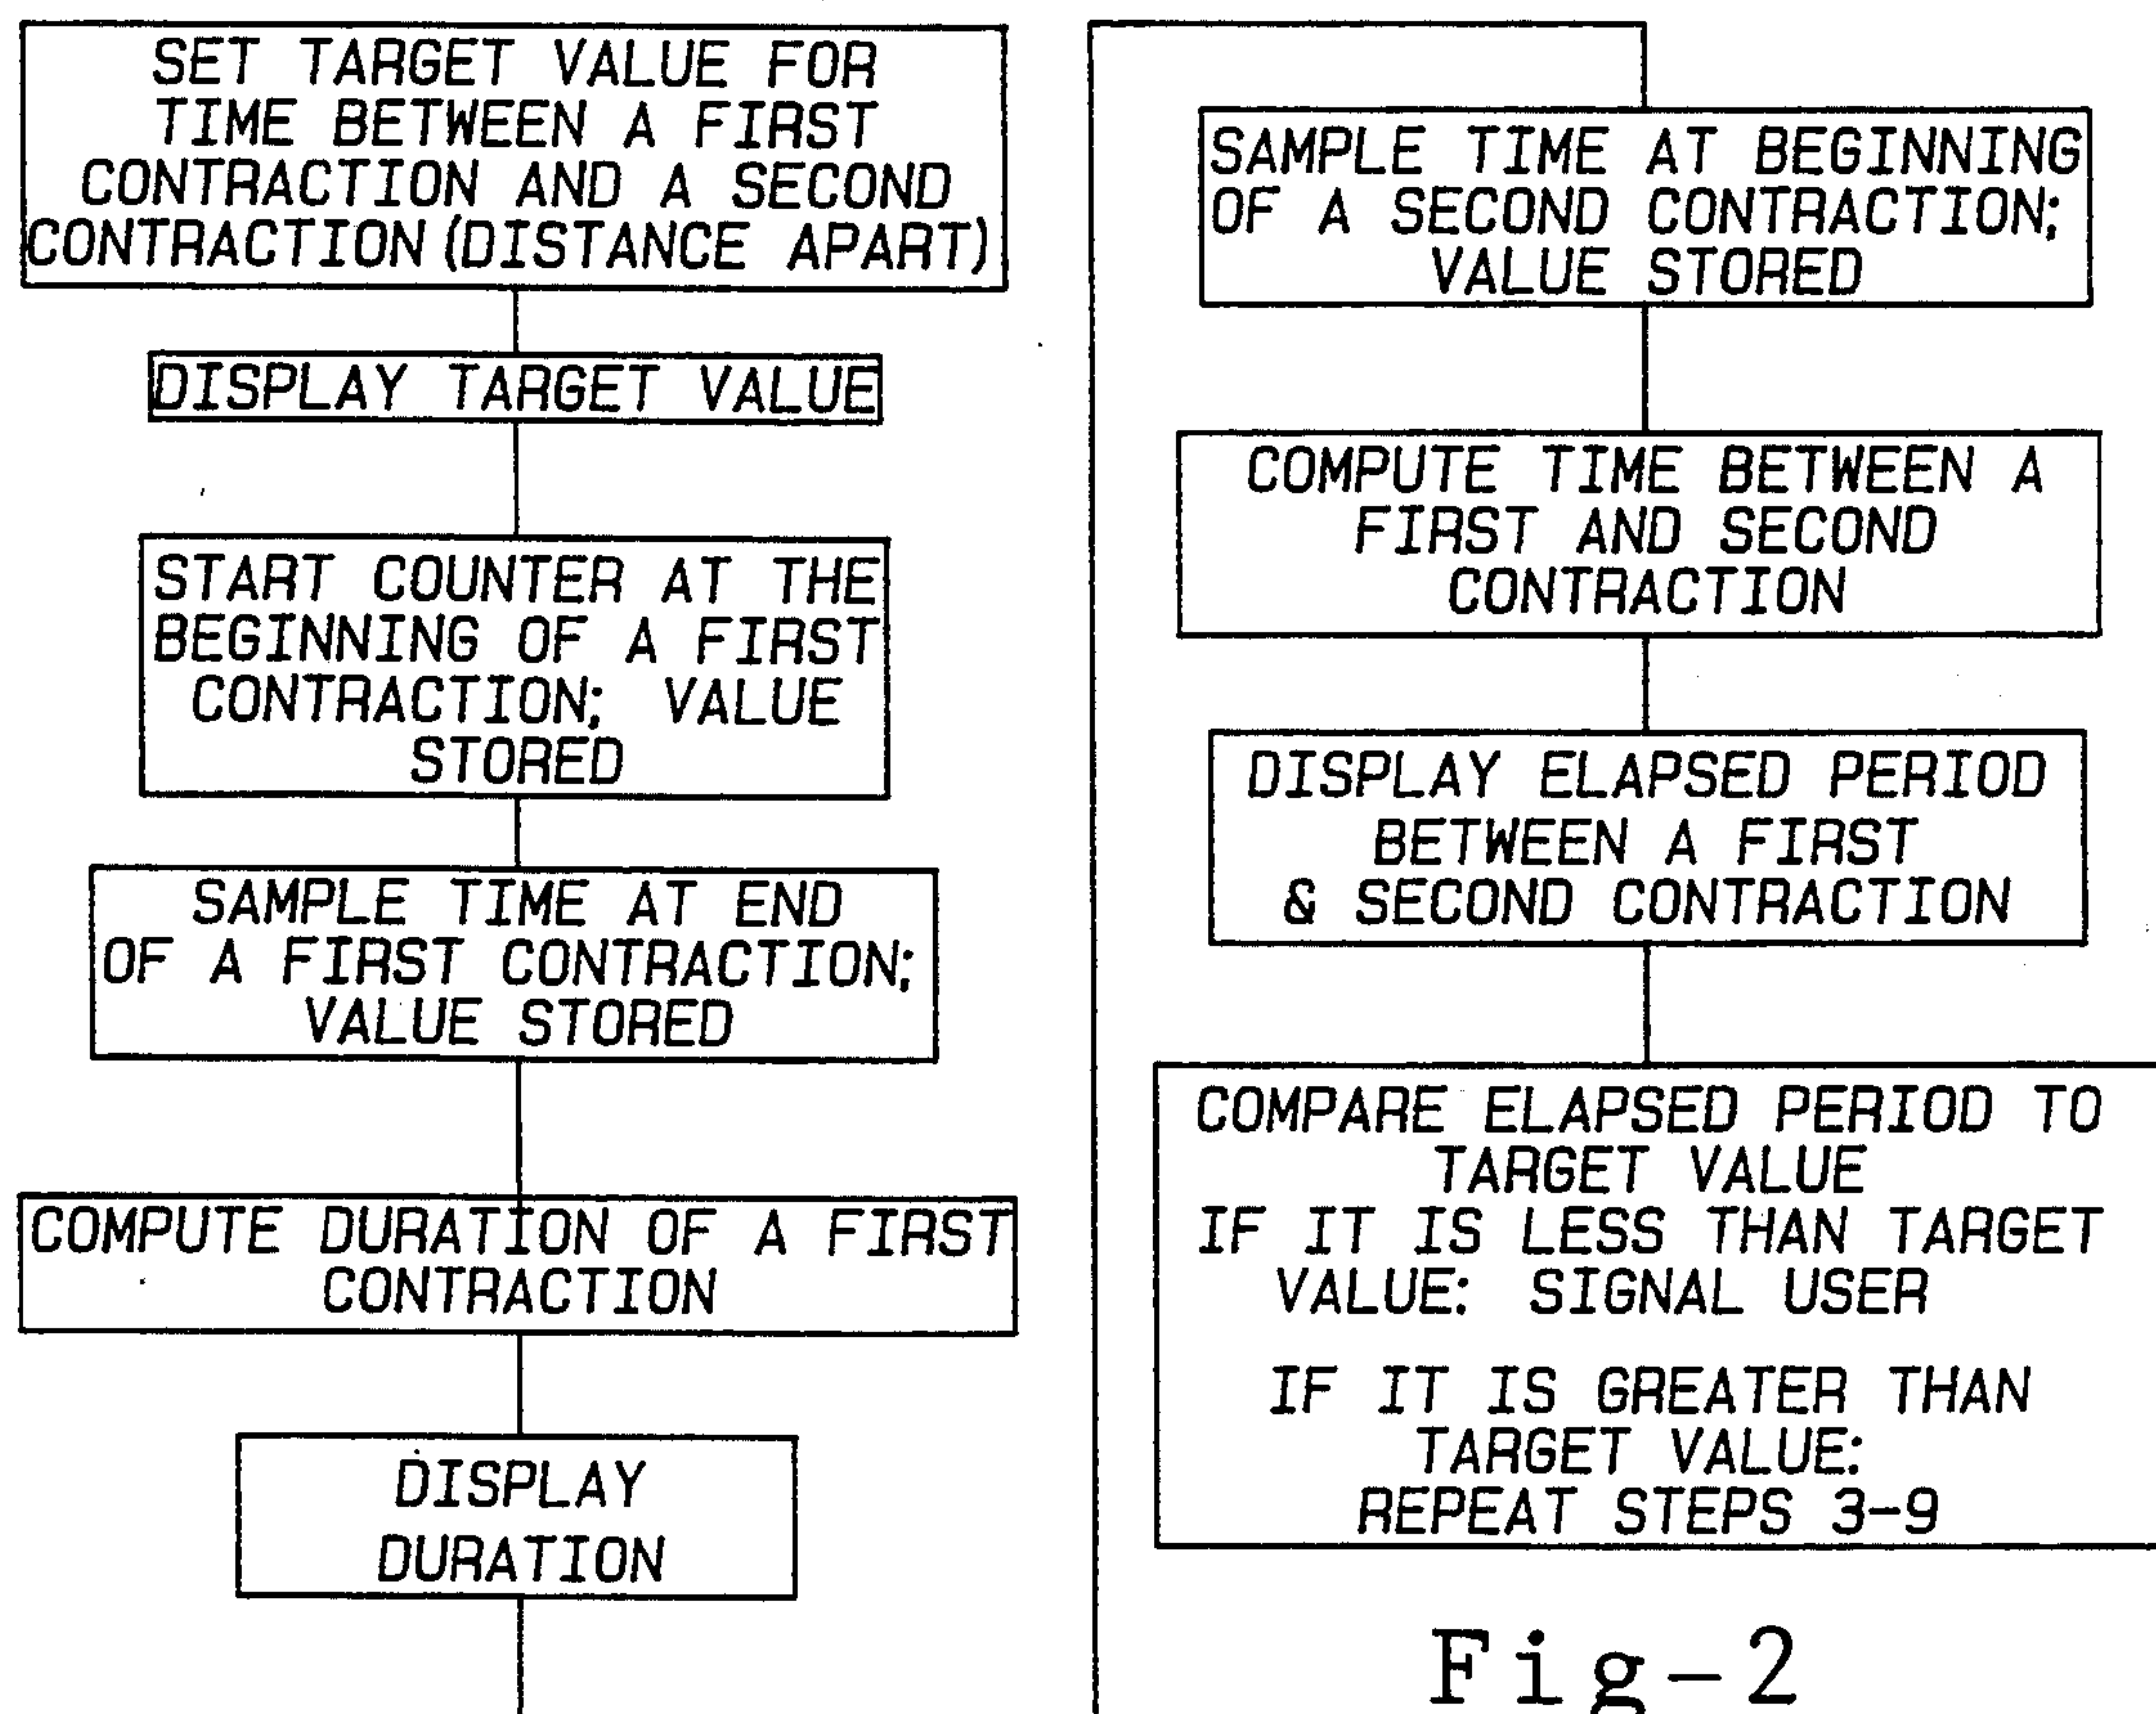 SET TARGET VALUE FOR
TIME BETWEEN A FIRST
CONTRACTION AND A SECOND
CONTRACTION (DISTANCE APART)
DISPLAY TARGET VALUE
START COUNTER AT THE
BEGINNING OF A FIRST
CONTRACTION; VALUE
STORED
SAMPLE TIME AT END
OF A FIRST CONTRACTION;
VALUE STORED
COMPUTE DURATION OF A FIRST
CONTRACTION
DISPLAY
DURATION
SAMPLE TIME AT BEGINNING
OF A SECOND CONTRACTION;
VALUE STORED
COMPUTE TIME BETWEEN A
FIRST AND SECOND
CONTRACTION
DISPLAY ELAPSED PERIOD
BETWEEN A FIRST
& SECOND CONTRACTION
COMPARE ELAPSED PERIOD TO
TARGET VALUE
IF IT IS LESS THAN TARGET
VALUE: SIGNAL USER
IF IT IS GREATER THAN
TARGET VALUE:
REPEAT STEPS 3-9
Fig-2